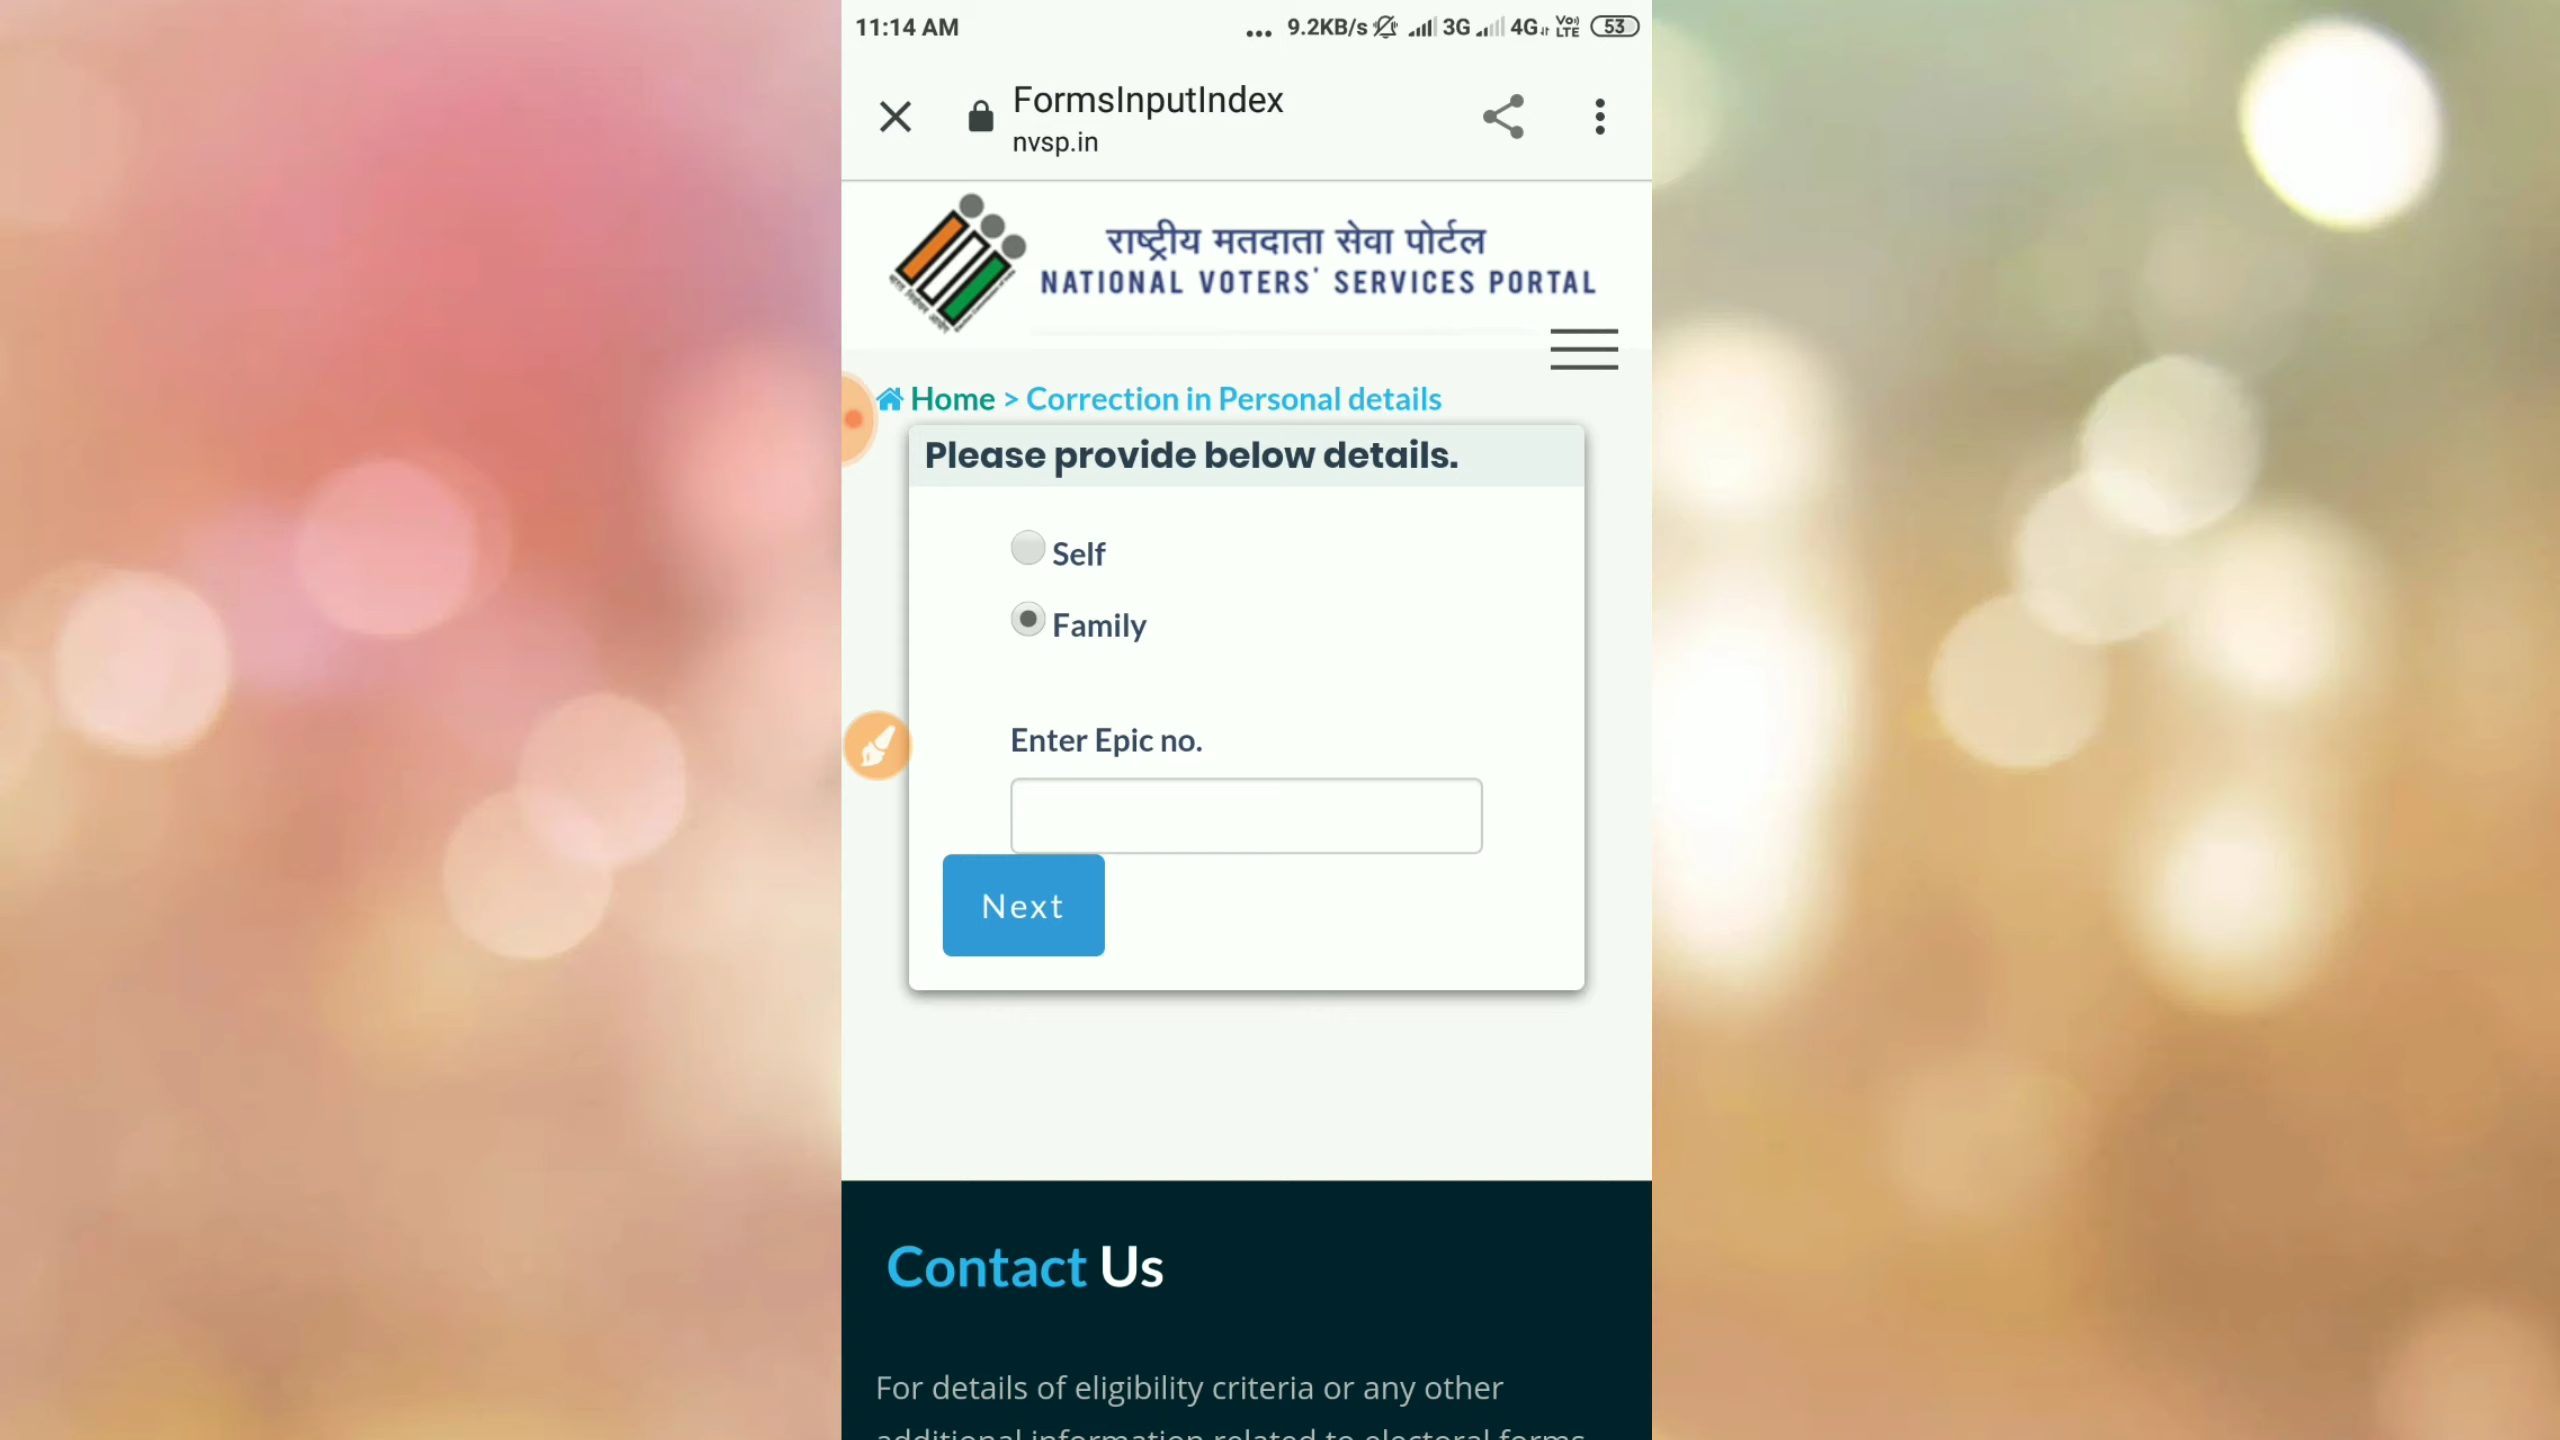 11:14 AM
... 9.2KB/s 3G 4G Vo) LTE 53
FormsInputIndex
nvsp.in
राष्ट्रीय मतदाता सेवा पोर्टल
NATIONAL VOTERS' SERVICES PORTAL
Home > Correction in Personal details
Please provide below details.
Self
Family
Enter Epic no.
Next
Contact Us
For details of eligibility criteria or any other
additional information related to electoral forms